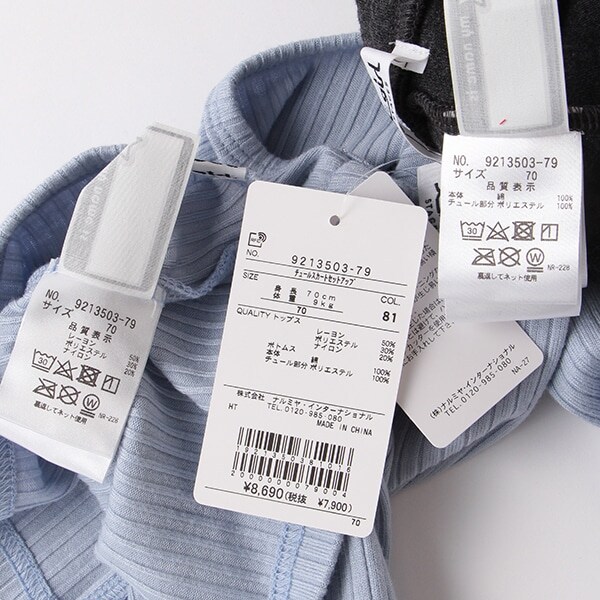 my name is
NO. 9213503-79
サイズ 70
品質表示
本体 綿 100%
チュール部分 ポリエステル 100%
30
裏返してネット使用 NR-228
NO. 9213503-79
サイズ 70
品質表示
レーヨン 50%
ポリエステル 30%
ナイロン 20%
30
裏返してネット使用 NR-228
NO. 9213503-79
チュールスカートセットアップ
SIZE
身長 70cm
体重 9kg
70
COL.
81
QUALITY トップス
レーヨン 50%
ポリエステル 30%
ナイロン 20%
ボトムス 綿 100%
チュール部分 ポリエステル 100%
株式会社 ナルミヤ・インターナショナル
HT TEL.0120-985-080
MADE IN CHINA
¥8,690(税抜 ¥7,900)
70
(株)ナルミヤ・インターナショナル
TEL.0120-985-080
NA-27